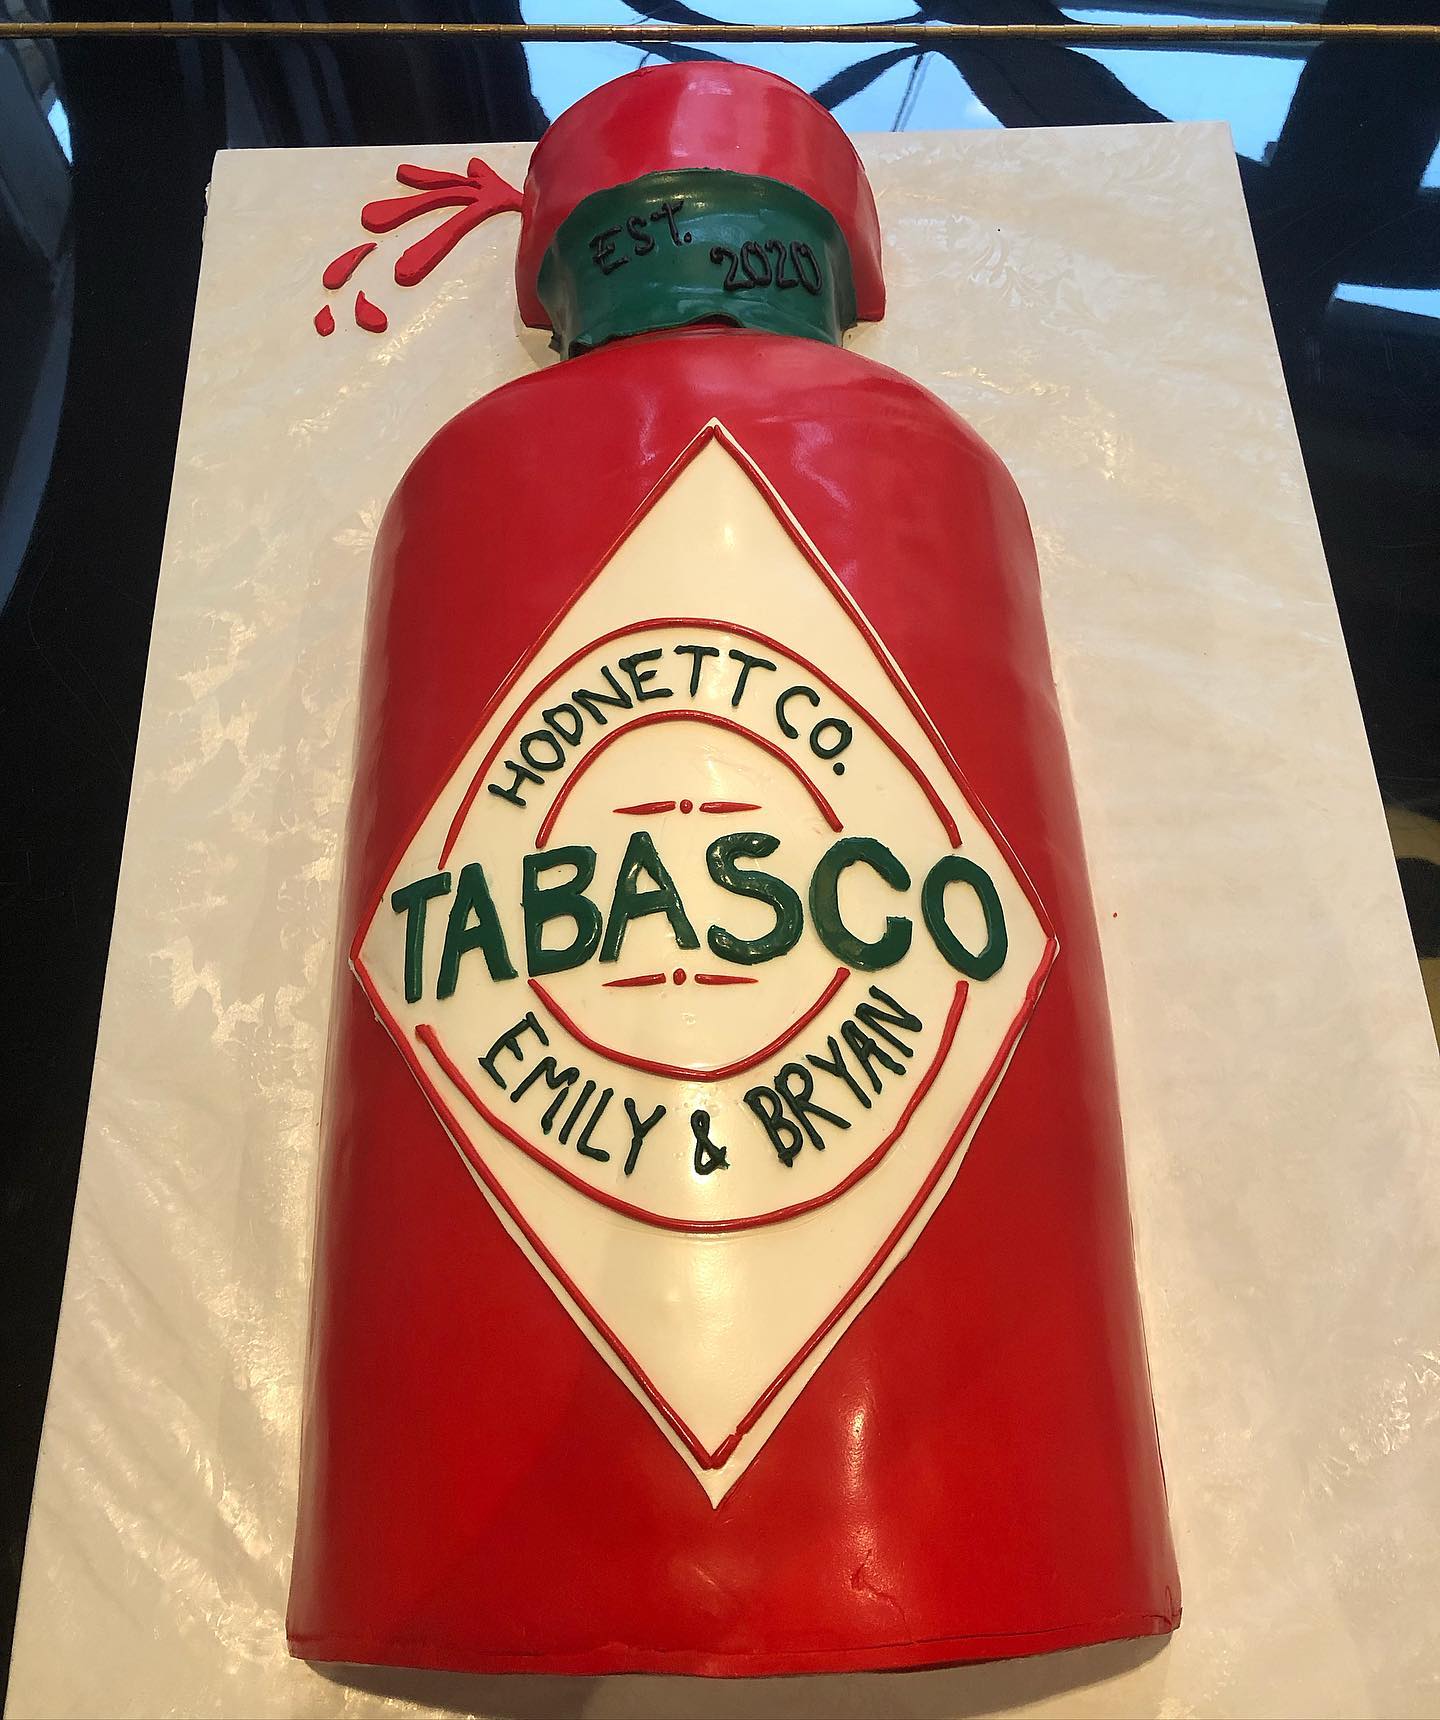 EST.
2020
HODNETT CO.
TABASCO
EMILY & BRYAN